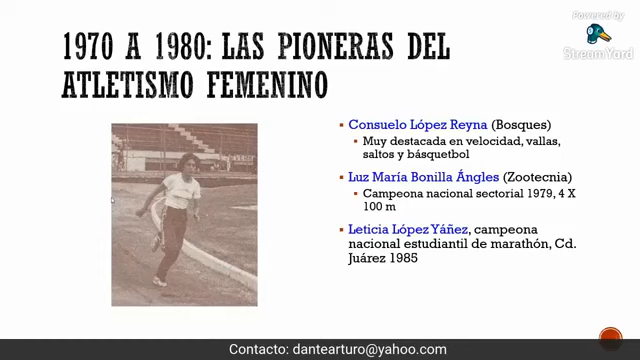 Powered by
StreamYard
1970 A 1980: LAS PIONERAS DEL
ATLETISMO FEMENINO
Consuelo López Reyna (Bosques)
Muy destacada en velocidad, vallas,
saltos y básquetbol
Luz María Bonilla Ángles (Zootecnia)
Campeona nacional sectorial 1979, 4 X
100 m
Leticia López Yáñez, campeona
nacional estudiantil de marathón, Cd.
Juárez 1985
Contacto: dantearturo@yahoo.com